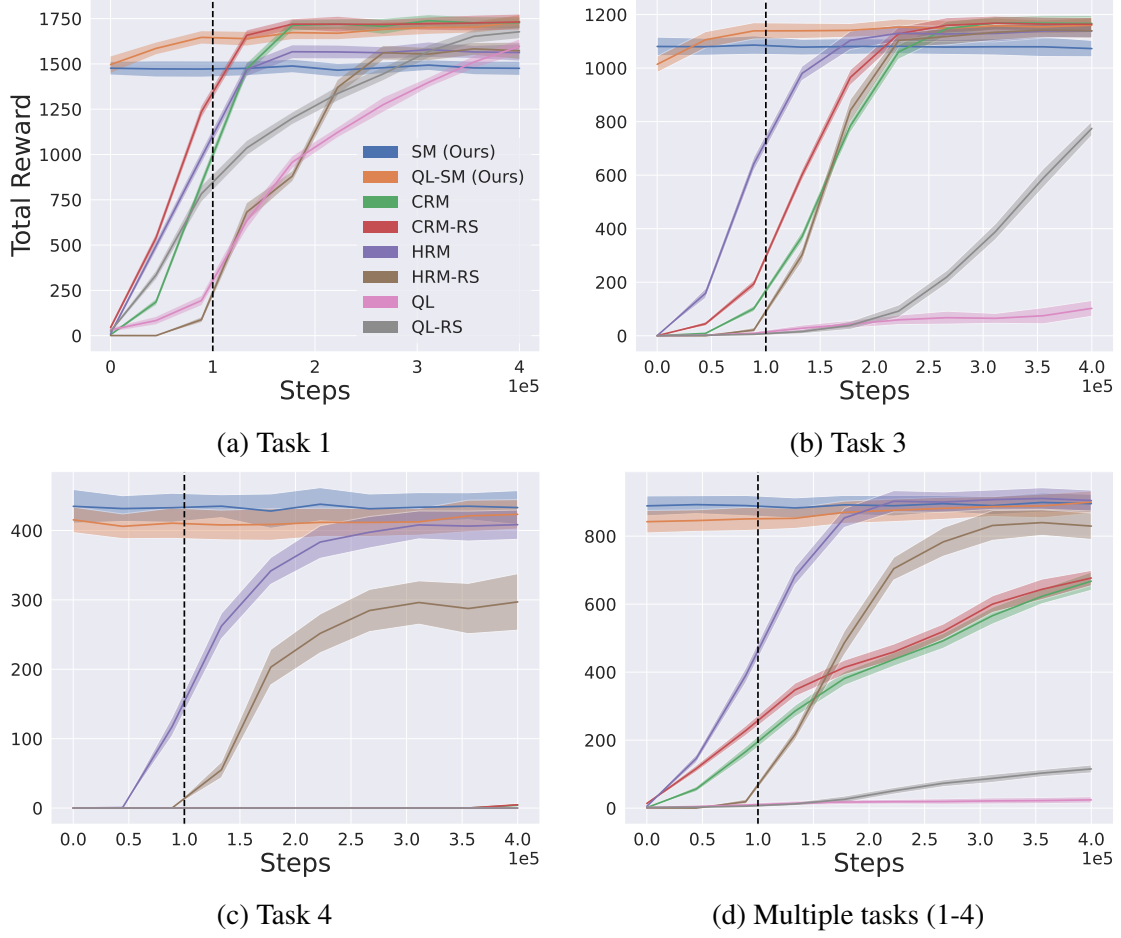 Total Reward
1750
1500
1250
1000
750
500
250
0
SM (Ours)
QL-SM (Ours)
CRM
CRM-RS
HRM
HRM-RS
QL
QL-RS
0 1 2 3 4
1e5
Steps
(a) Task 1
1200
1000
800
600
400
200
0
0.0 0.5 1.0 1.5 2.0 2.5 3.0 3.5 4.0
1e5
Steps
(b) Task 3
400
300
200
100
0
0.0 0.5 1.0 1.5 2.0 2.5 3.0 3.5 4.0
1e5
Steps
(c) Task 4
800
600
400
200
0
0.0 0.5 1.0 1.5 2.0 2.5 3.0 3.5 4.0
1e5
Steps
(d) Multiple tasks (1-4)